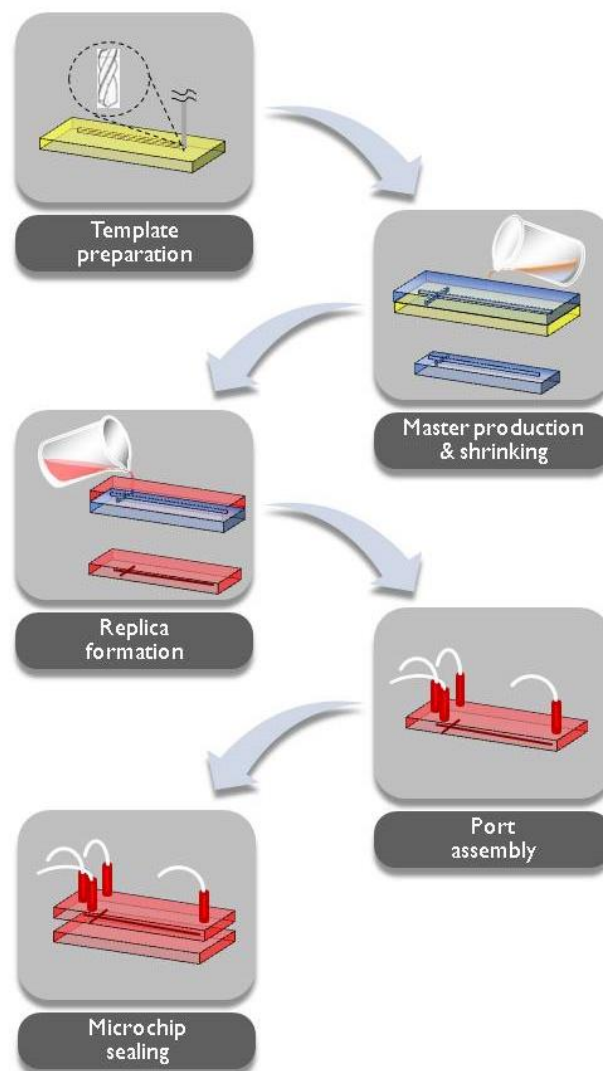 Template
preparation
Master production
& shrinking
Replica
formation
Port
assembly
Microchip
sealing